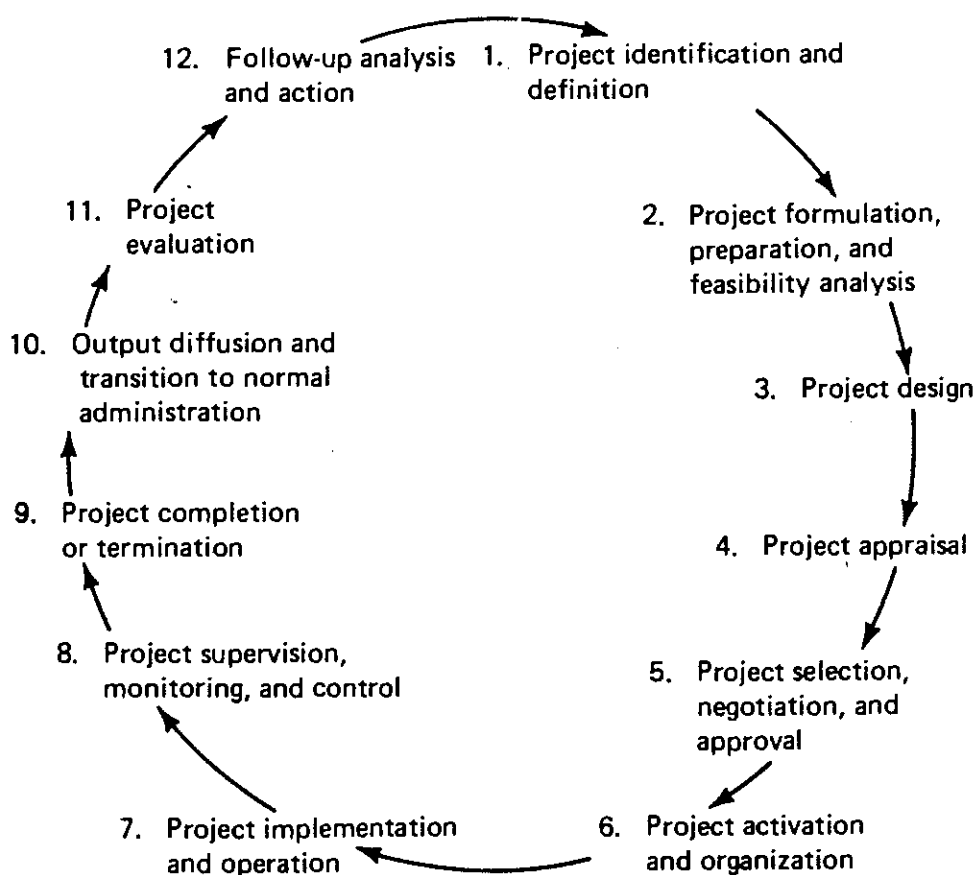 1. Project identification and
definition
2. Project formulation,
preparation, and
feasibility analysis
3. Project design
4. Project appraisal
5. Project selection,
negotiation, and
approval
6. Project activation
and organization
7. Project implementation
and operation
8. Project supervision,
monitoring, and control
9. Project completion
or termination
10. Output diffusion and
transition to normal
administration
11. Project
evaluation
12. Follow-up analysis
and action